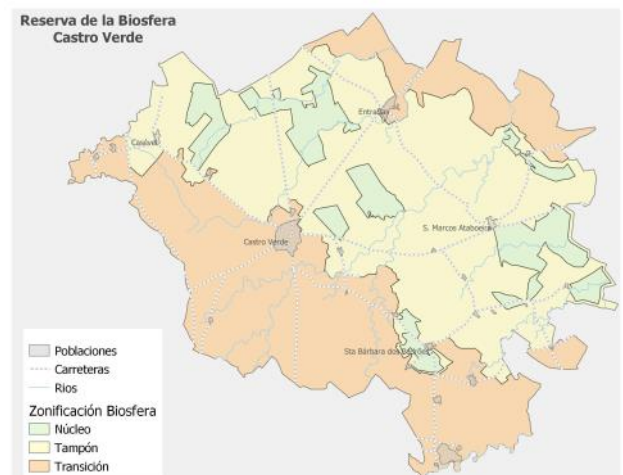 Reserva de la Biosfera
Castro Verde
Entradas
Casével
S. Marcos Ataboeira
Castro Verde
Sta Bárbara dos Padrões
Poblaciones
Carreteras
Rios
Zonificación Biosfera
Núcleo
Tampón
Transición